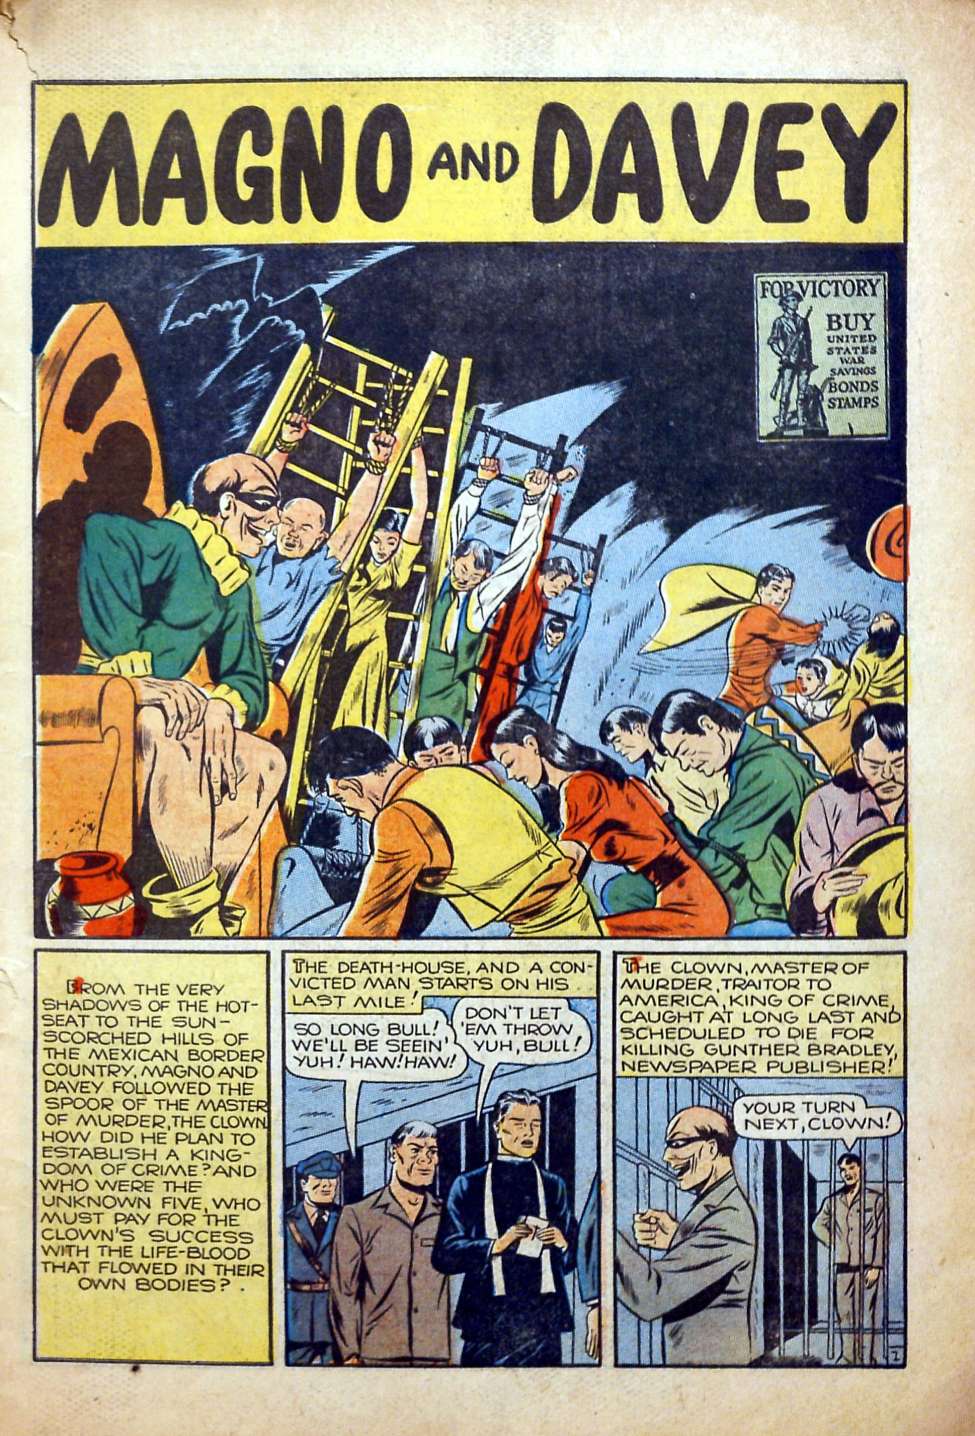 MAGNO AND DAVEY
FOR VICTORY
BUY
UNITED
STATES
WAR
SAVINGS
BONDS
STAMPS
FROM THE VERY
SHADOWS OF THE HOT-
SEAT TO THE SUN-
SCORCHED HILLS OF
THE MEXICAN BORDER
COUNTRY, MAGNO AND
DAVEY FOLLOWED THE
SPOOR OF THE MASTER
OF MURDER, THE CLOWN.
HOW DID HE PLAN TO
ESTABLISH A KING-
DOM OF CRIME? AND
WHO WERE THE
UNKNOWN FIVE, WHO
MUST PAY FOR THE
CLOWN'S SUCCESS
WITH THE LIFE-BLOOD
THAT FLOWED IN THEIR
OWN BODIES?
THE DEATH-HOUSE, AND A CON-
VICTED MAN, STARTS ON HIS
LAST MILE!
SO LONG BULL!
WE'LL BE SEEIN'
YUH! HAW! HAW!
DON'T LET
'EM THROW
YUH, BULL!
THE CLOWN, MASTER OF
MURDER, TRAITOR TO
AMERICA, KING OF CRIME,
CAUGHT AT LONG LAST AND
SCHEDULED TO DIE FOR
KILLING GUNTHER BRADLEY,
NEWSPAPER PUBLISHER!
YOUR TURN
NEXT, CLOWN!
1